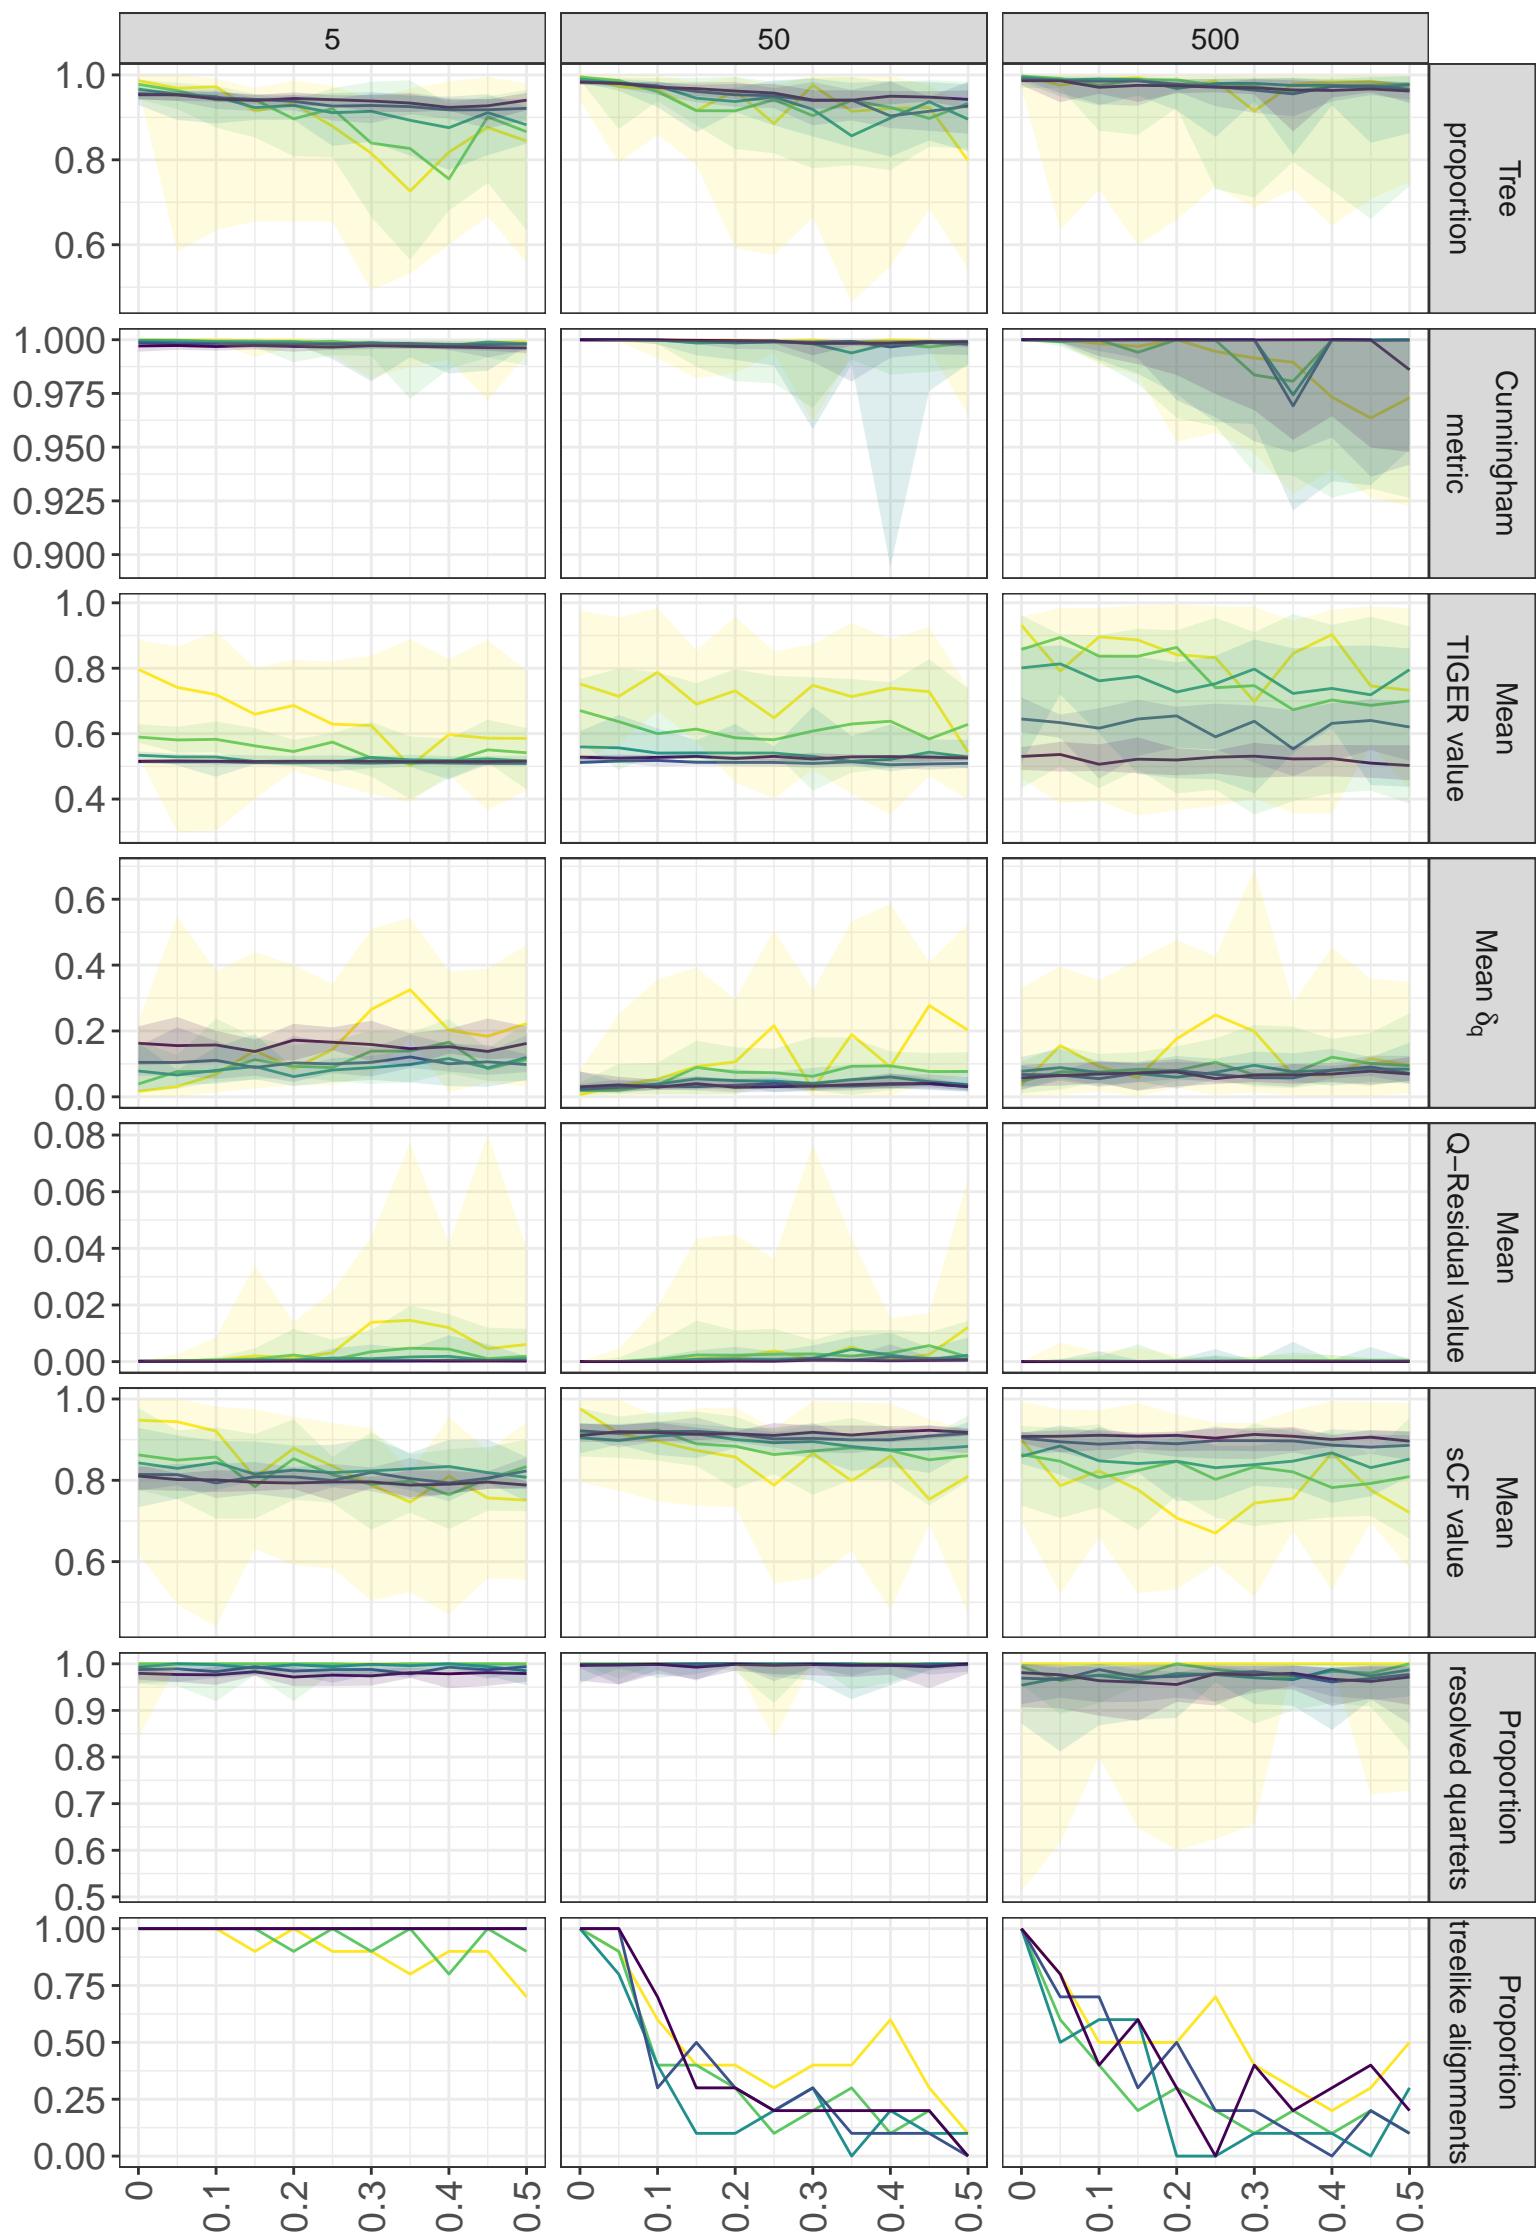 5 50 500
1.0
0.8
0.6
Tree
proportion
1.000
0.975
0.950
0.925
0.900
Cunningham
metric
1.0
0.8
0.6
0.4
Mean
TIGER value
0.6
0.4
0.2
0.0
Mean δq
0.08
0.06
0.04
0.02
0.00
Mean
Q−Residual value
1.0
0.8
0.6
Mean
sCF value
1.0
0.9
0.8
0.7
0.6
0.5
Proportion
resolved quartets
1.00
0.75
0.50
0.25
0.00
Proportion
treelike alignments
0 0.1 0.2 0.3 0.4 0.5 0 0.1 0.2 0.3 0.4 0.5 0 0.1 0.2 0.3 0.4 0.5